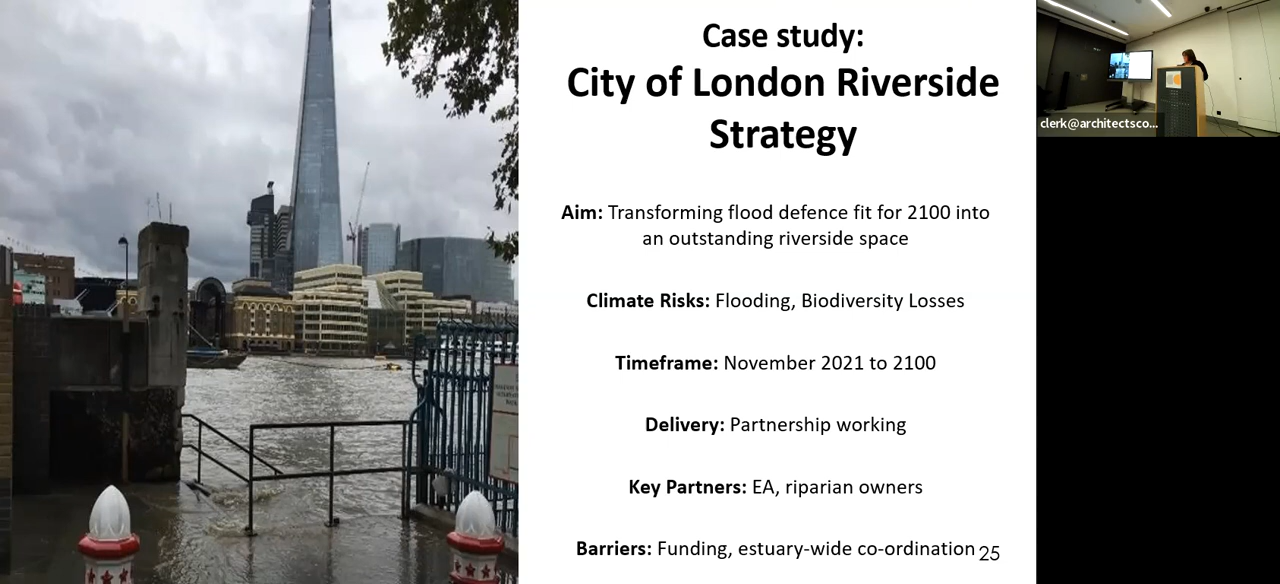 Case study:
City of London Riverside
Strategy
Aim: Transforming flood defence fit for 2100 into
an outstanding riverside space
Climate Risks: Flooding, Biodiversity Losses
Timeframe: November 2021 to 2100
Delivery: Partnership working
Key Partners: EA, riparian owners
Barriers: Funding, estuary-wide co-ordination 25
clerk@architectsco...